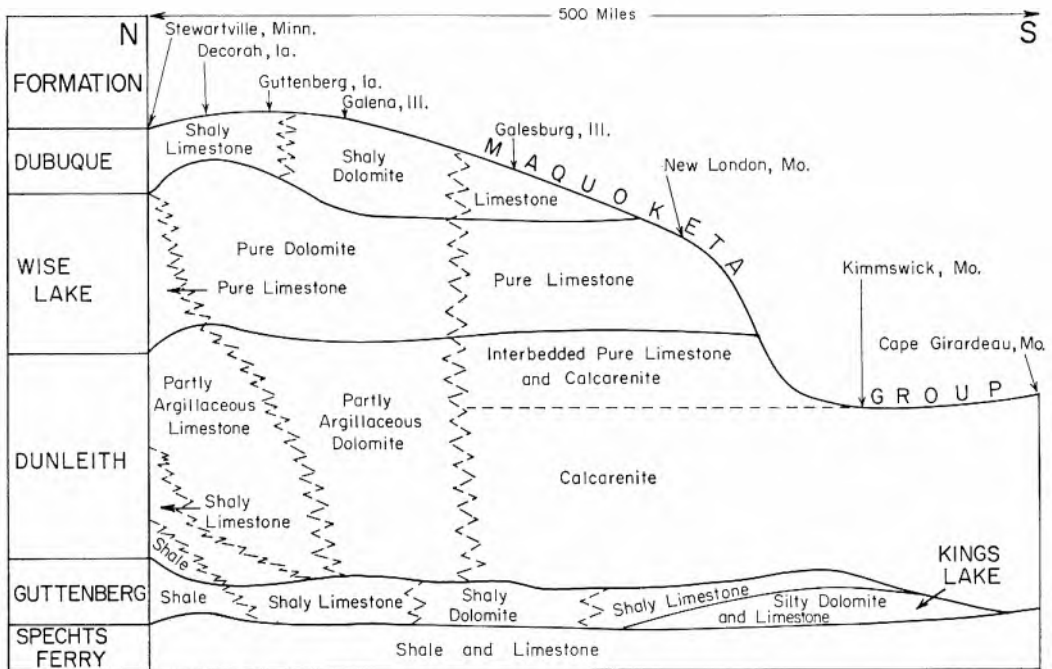 500 Miles
N
S
FORMATION
Stewartville, Minn.
Decorah, Ia.
Guttenberg, Ia.
Galena, Ill.
Galesburg, Ill.
New London, Mo.
Kimmswick, Mo.
Cape Girardeau, Mo.
MAQUOKETA
GROUP
DUBUQUE
Shaly
Limestone
Shaly
Dolomite
Limestone
WISE
LAKE
Pure Dolomite
Pure Limestone
Pure Limestone
DUNLEITH
Partly
Argillaceous
Limestone
Partly
Argillaceous
Dolomite
Interbedded Pure Limestone
and Calcarenite
Calcarenite
Shaly
Limestone
Shale
GUTTENBERG
Shale
Shaly Limestone
Shaly
Dolomite
Shaly Limestone
Silty Dolomite
and Limestone
KINGS
LAKE
SPECHTS
FERRY
Shale and Limestone